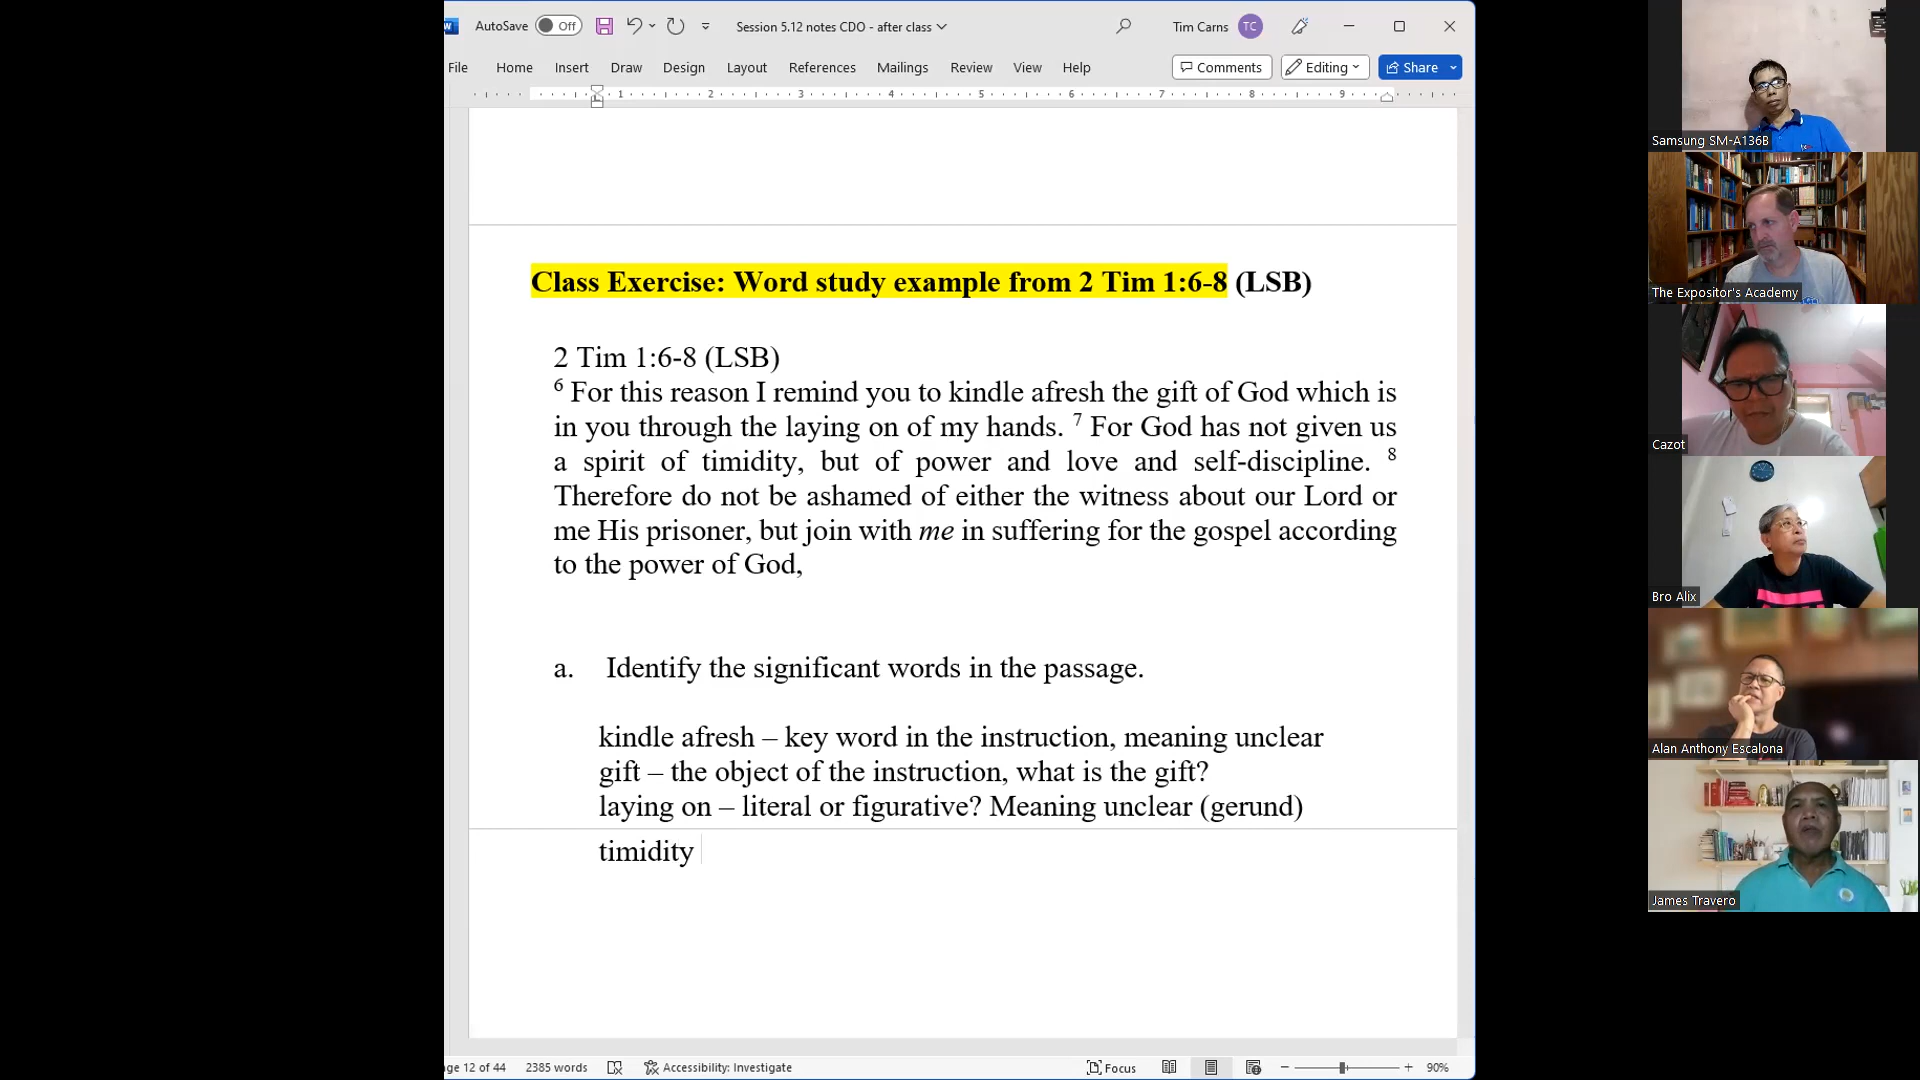 AutoSave Off Session 5.12 notes CDO - after class Tim Carns TC
File Home Insert Draw Design Layout References Mailings Review View Help Comments Editing Share
1 2 3 4 5 6 7 8 9
Class Exercise: Word study example from 2 Tim 1:6-8 (LSB)
2 Tim 1:6-8 (LSB)
6 For this reason I remind you to kindle afresh the gift of God which is
in you through the laying on of my hands. 7 For God has not given us
a spirit of timidity, but of power and love and self-discipline. 8
Therefore do not be ashamed of either the witness about our Lord or
me His prisoner, but join with me in suffering for the gospel according
to the power of God,
a. Identify the significant words in the passage.
kindle afresh – key word in the instruction, meaning unclear
gift – the object of the instruction, what is the gift?
laying on – literal or figurative? Meaning unclear (gerund)
timidity
ge 12 of 44 2385 words Accessibility: Investigate Focus 90%
Samsung SM-A136B
The Expositor's Academy
Cazot
Bro Alix
Alan Anthony Escalona
James Travero